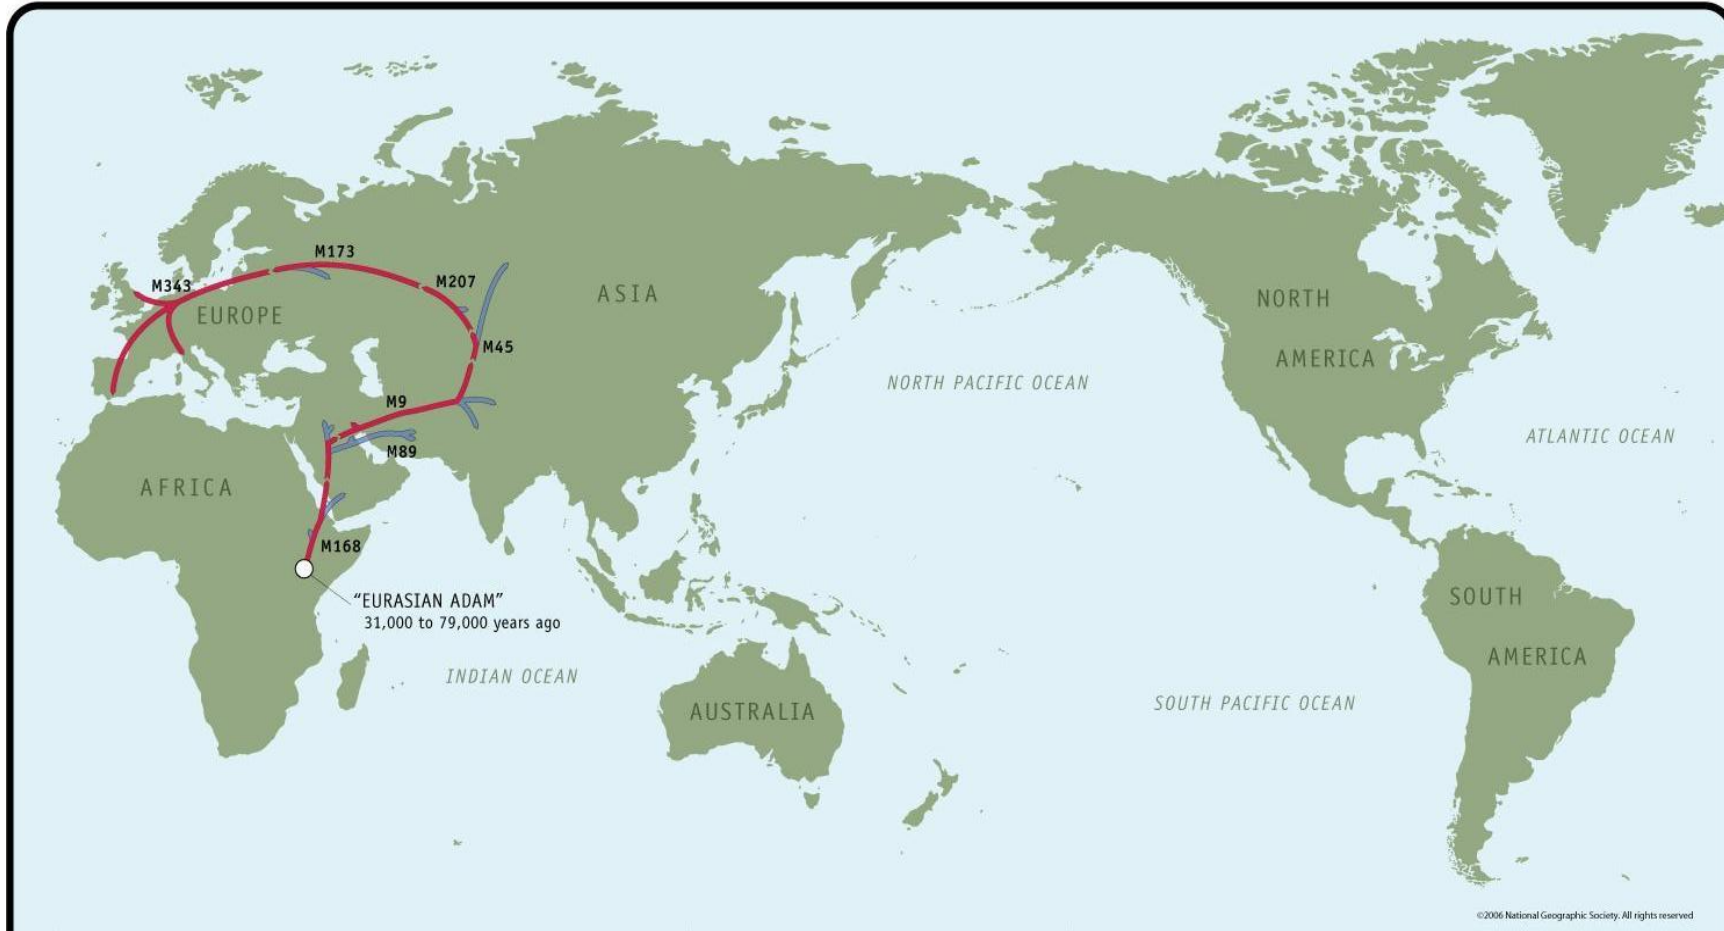 M173
M207
M343
ASIA
NORTH
EUROPE
M45
AMERICA
NORTH PACIFIC OCEAN
M9
ATLANTIC OCEAN
M89
AFRICA
M168
"EURASIAN ADAM"
31,000 to 79,000 years ago
SOUTH
AMERICA
INDIAN OCEAN
SOUTH PACIFIC OCEAN
AUSTRALIA
©2006 National Geographic Society. All rights reserved